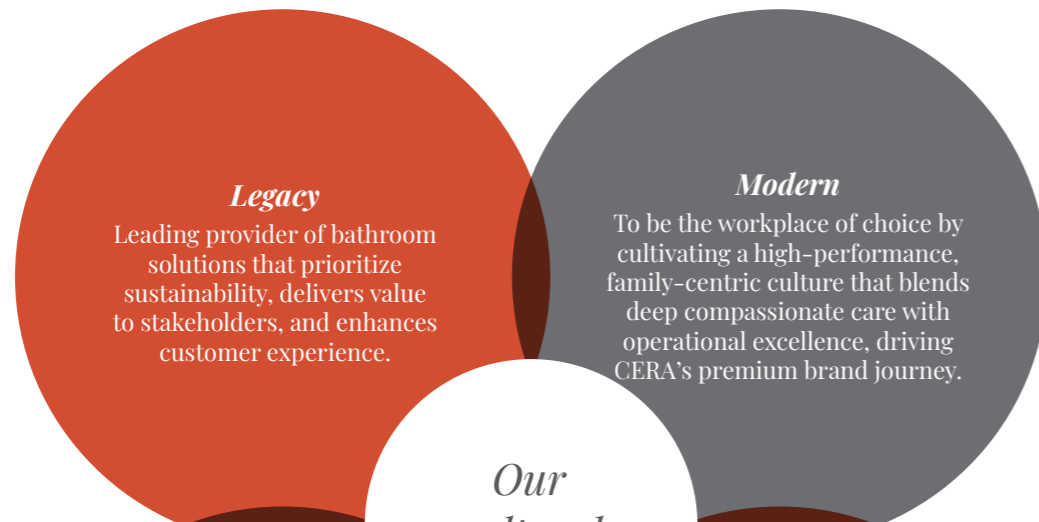 Legacy
Leading provider of bathroom
solutions that prioritize
sustainability, delivers value
to stakeholders, and enhances
customer experience.
Modern
To be the workplace of choice by
cultivating a high-performance,
family-centric culture that blends
deep compassionate care with
operational excellence, driving
CERA’s premium brand journey.
Our